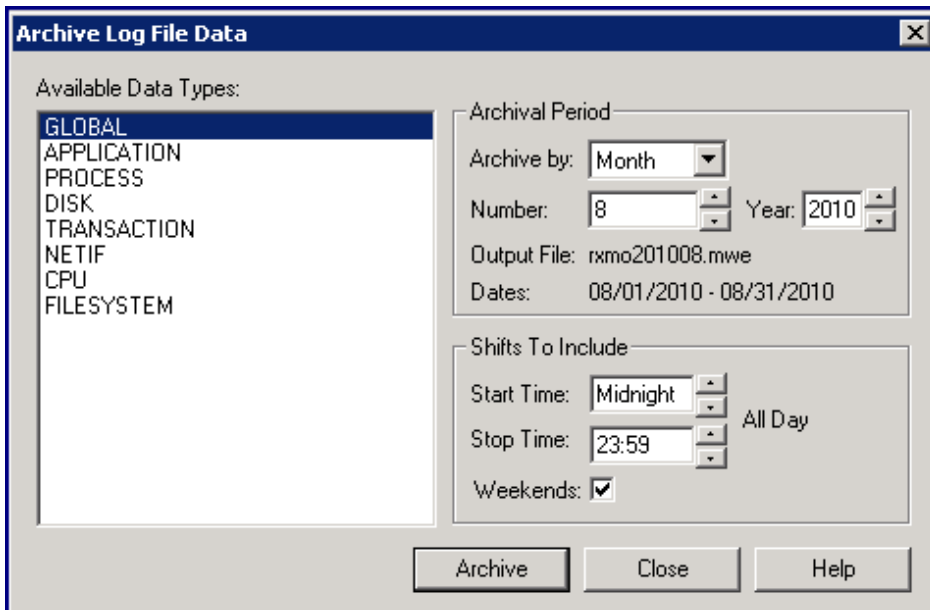 Archive Log File Data
Available Data Types:
GLOBAL
APPLICATION
PROCESS
DISK
TRANSACTION
NETIF
CPU
FILESYSTEM
Archival Period
Archive by: Month
Number: 8 Year: 2010
Output File: rxmo201008.mwe
Dates: 08/01/2010 - 08/31/2010
Shifts To Include
Start Time: Midnight
All Day
Stop Time: 23:59
Weekends:
Archive Close Help